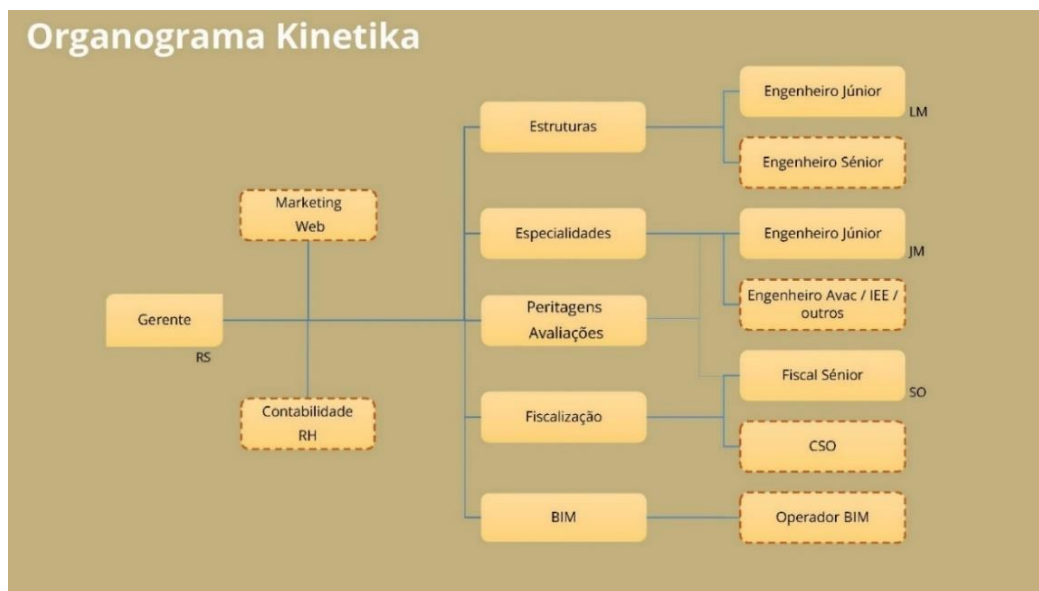 Organograma Kinetika
Engenheiro Júnior
LM
Estruturas
Engenheiro Sénior
Marketing
Web
Especialidades
Engenheiro Júnior
JM
Engenheiro Avac / IEE /
outros
Peritagens
Avaliações
Gerente
RS
Fiscal Sénior
SO
Contabilidade
RH
Fiscalização
CSO
BIM
Operador BIM